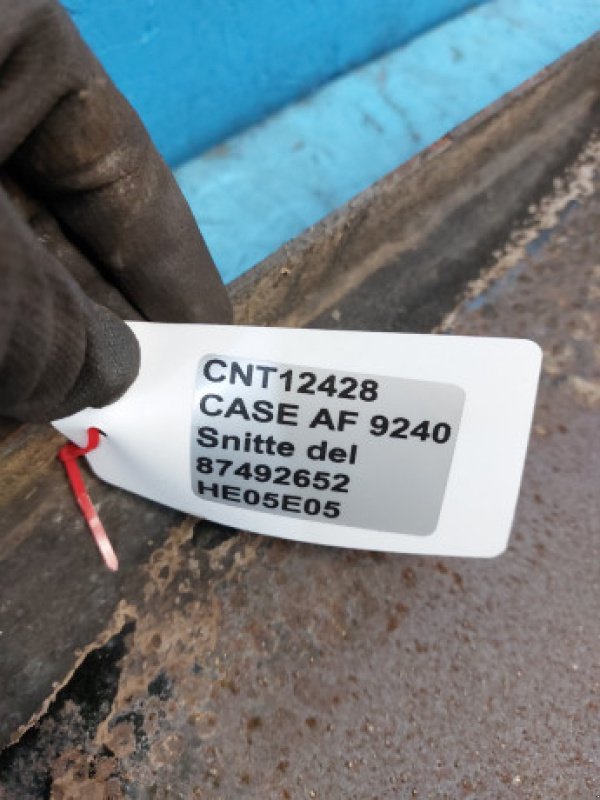 CNT12428
CASE AF 9240
Snitte del
87492652
HE05E05